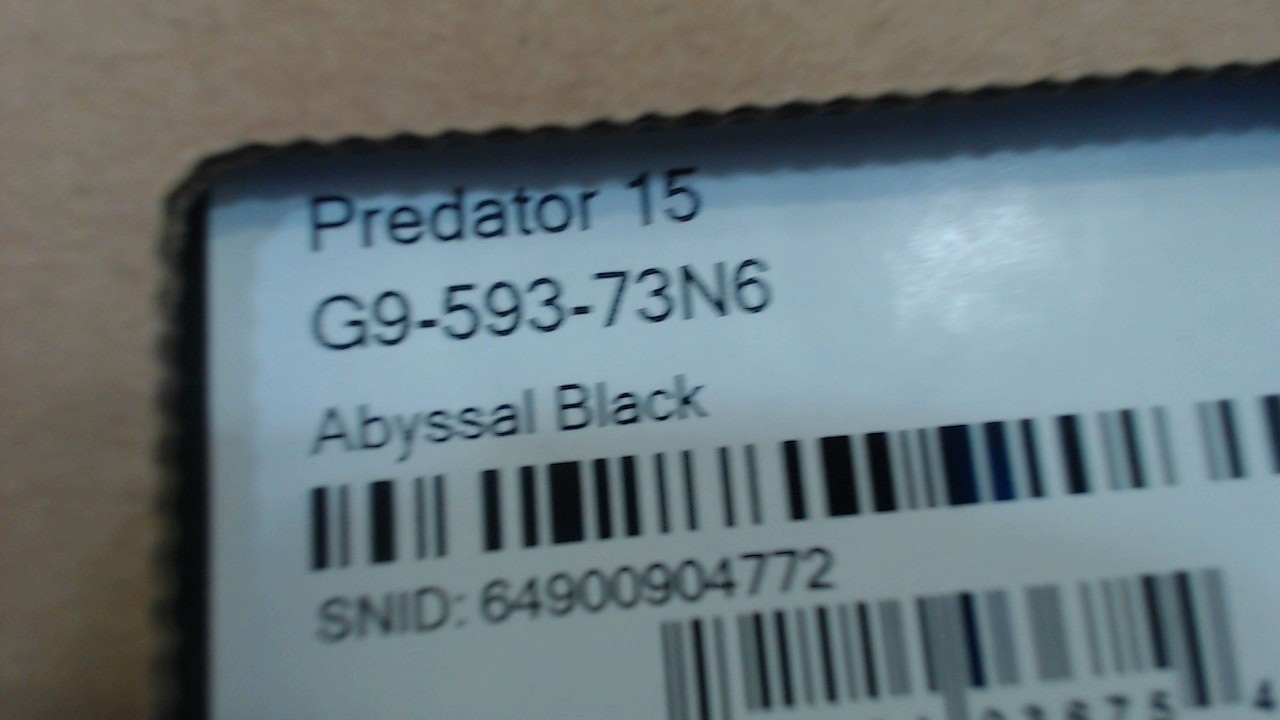 Predator 15
G9-593-73N6
Abyssal Black
SNID: 64900904772